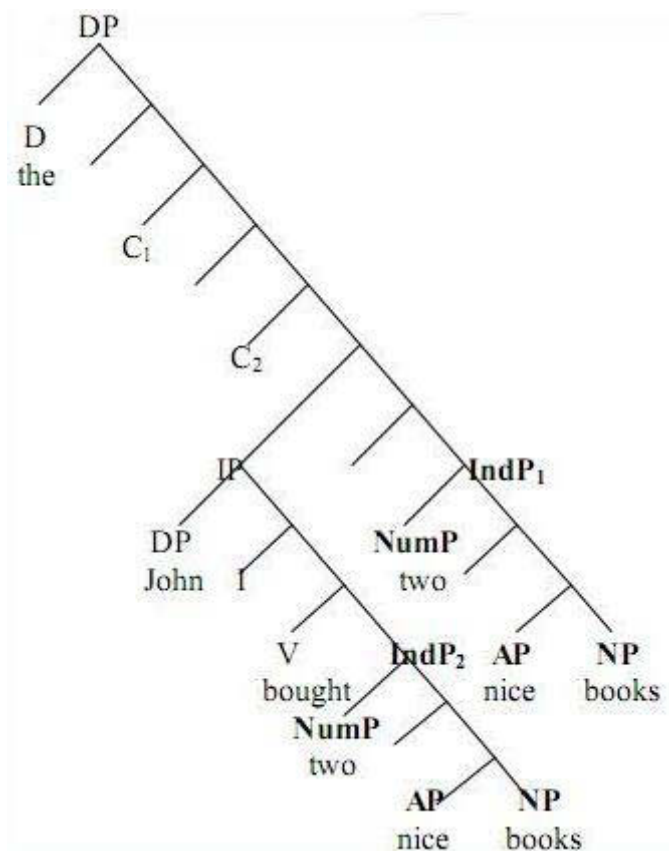 DP
D
the
C₁
C₂
IP IndP₁
DP NumP
John I two
V IndP₂ AP NP
bought nice books
NumP
two
AP NP
nice books